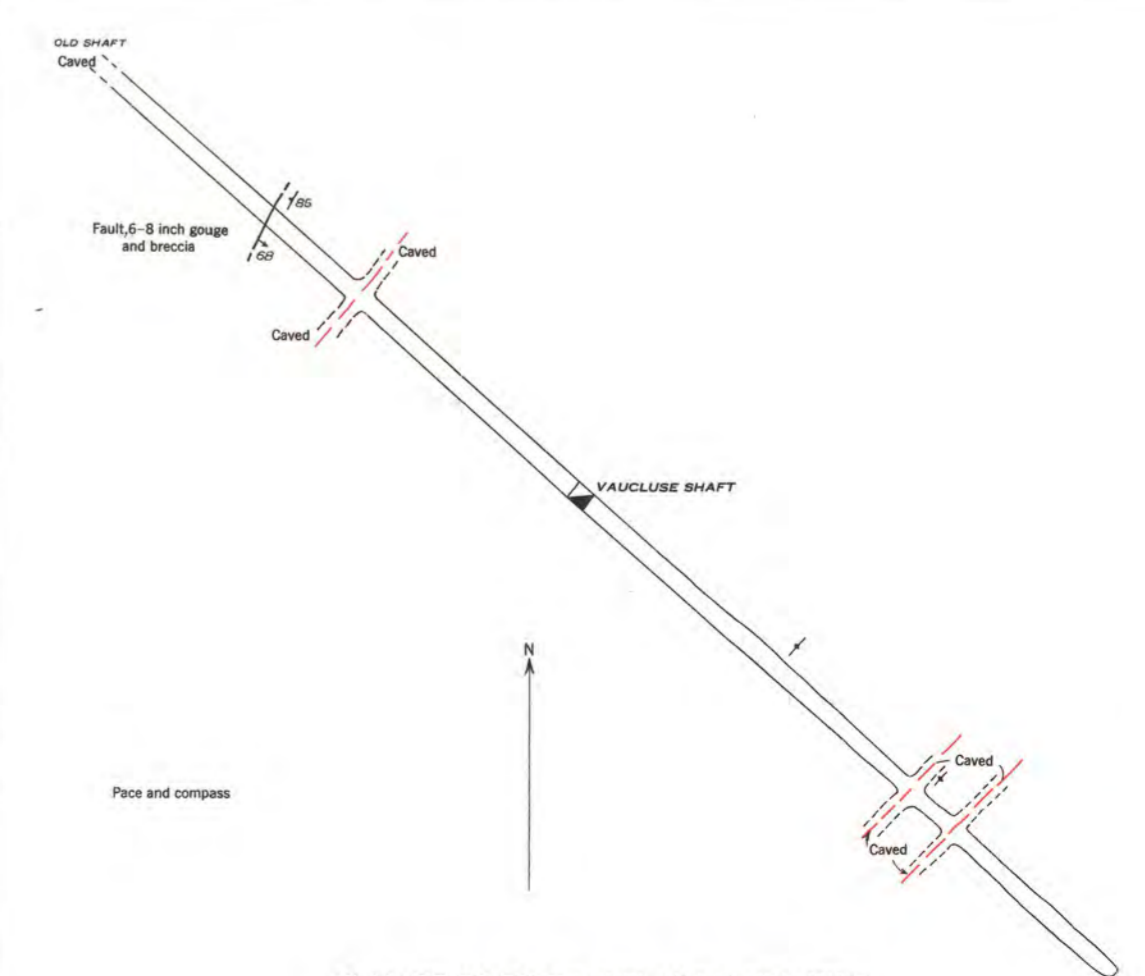 OLD SHAFT
Caved
85
Fault,6-8 inch gouge
and breccia
68
Caved
Caved
VAUCLUSE SHAFT
N
Caved
Pace and compass
Caved